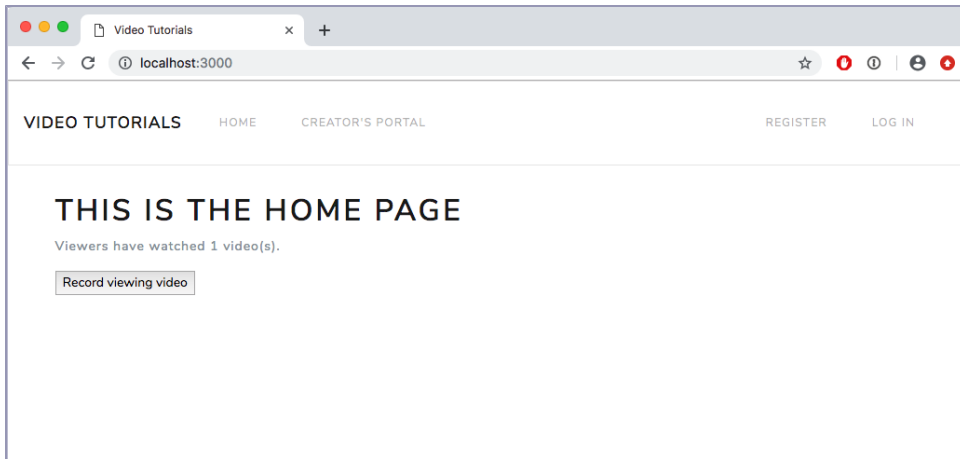 Video Tutorials
localhost:3000
VIDEO TUTORIALS HOME CREATOR'S PORTAL REGISTER LOG IN
THIS IS THE HOME PAGE
Viewers have watched 1 video(s).
Record viewing video